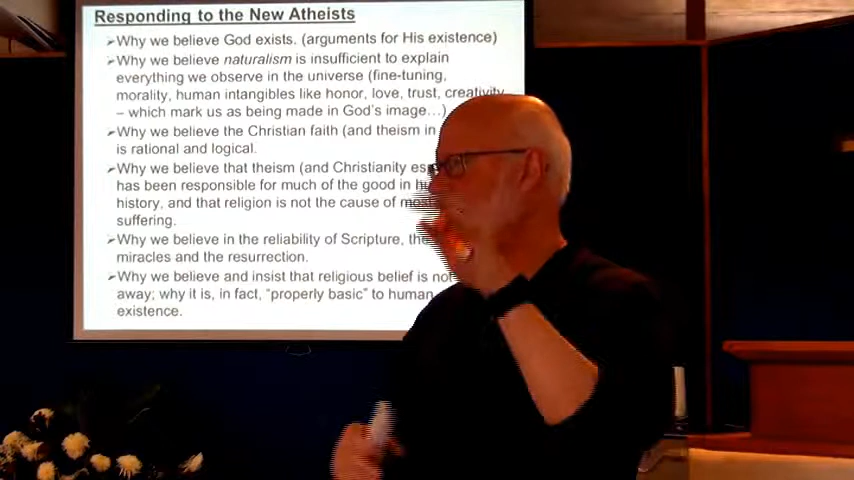 Responding to the New Atheists
➢Why we believe God exists. (arguments for His existence)
➢Why we believe naturalism is insufficient to explain
everything we observe in the universe (fine-tuning,
morality, human intangibles like honor, love, trust, creativity
– which mark us as being made in God's image…)
➢Why we believe the Christian faith (and theism in
is rational and logical.
➢Why we believe that theism (and Christianity
has been responsible for much of the good in
history, and that religion is not the cause of most
suffering.
➢Why we believe in the reliability of Scripture,
miracles and the resurrection.
➢Why we believe and insist that religious belief is not
away; why it is, in fact, "properly basic" to human
existence.